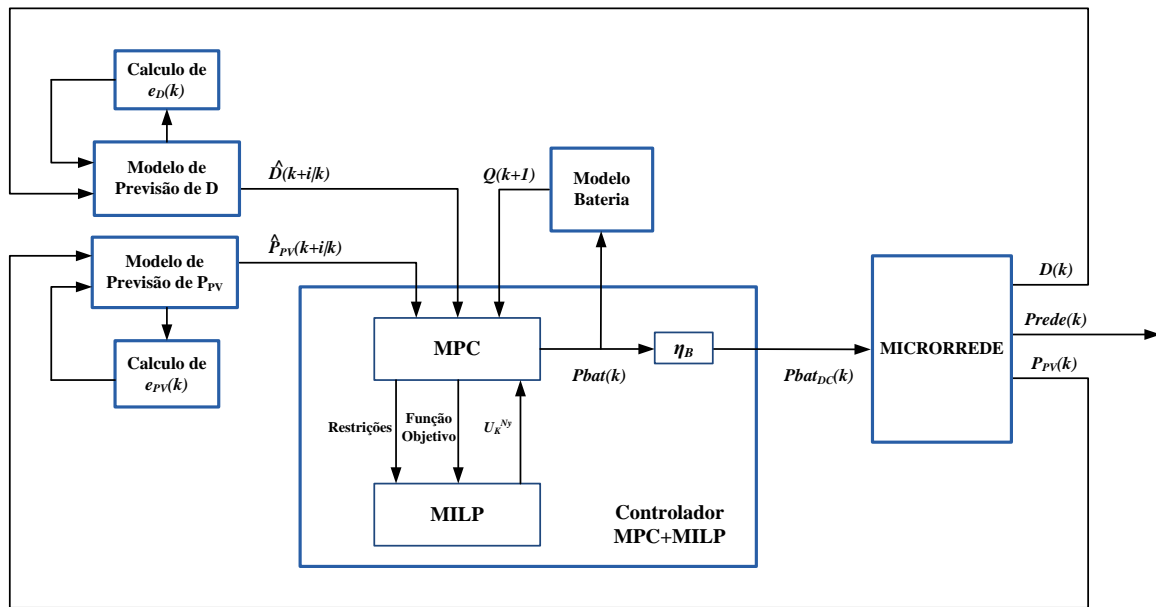 Calculo de
e_D(k)
Modelo de
Previsão de D
D̂(k+i/k)
Q(k+1)
Modelo
Bateria
Modelo de
Previsão de P_PV
P̂_PV(k+i/k)
Calculo de
e_PV(k)
MPC
η_B
Pbat(k)
Pbat_DC(k)
MICRORREDE
D(k)
Prede(k)
P_PV(k)
Restrições
Função
Objetivo
U_K^Ny
MILP
Controlador
MPC+MILP